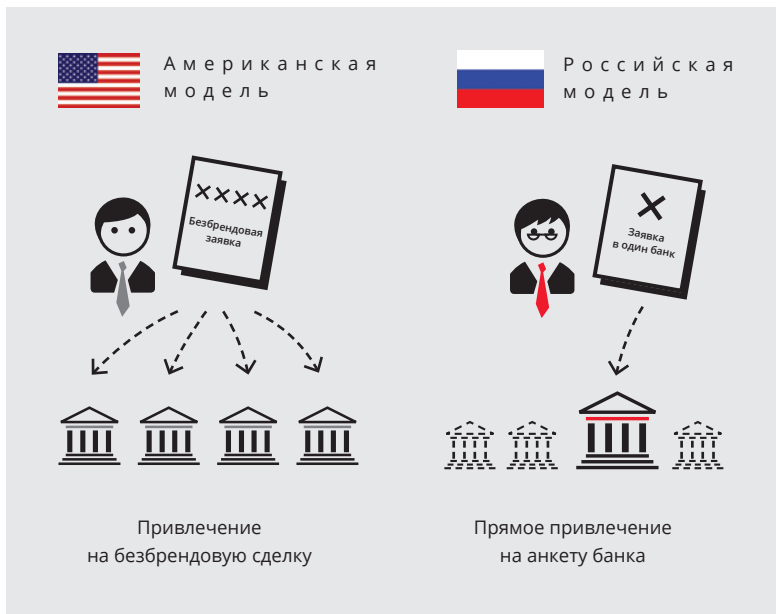 Американская
модель
Безбрендовая
заявка
Привлечение
на безбрендовую сделку
Российская
модель
Заявка
в один банк
Прямое привлечение
на анкету банка